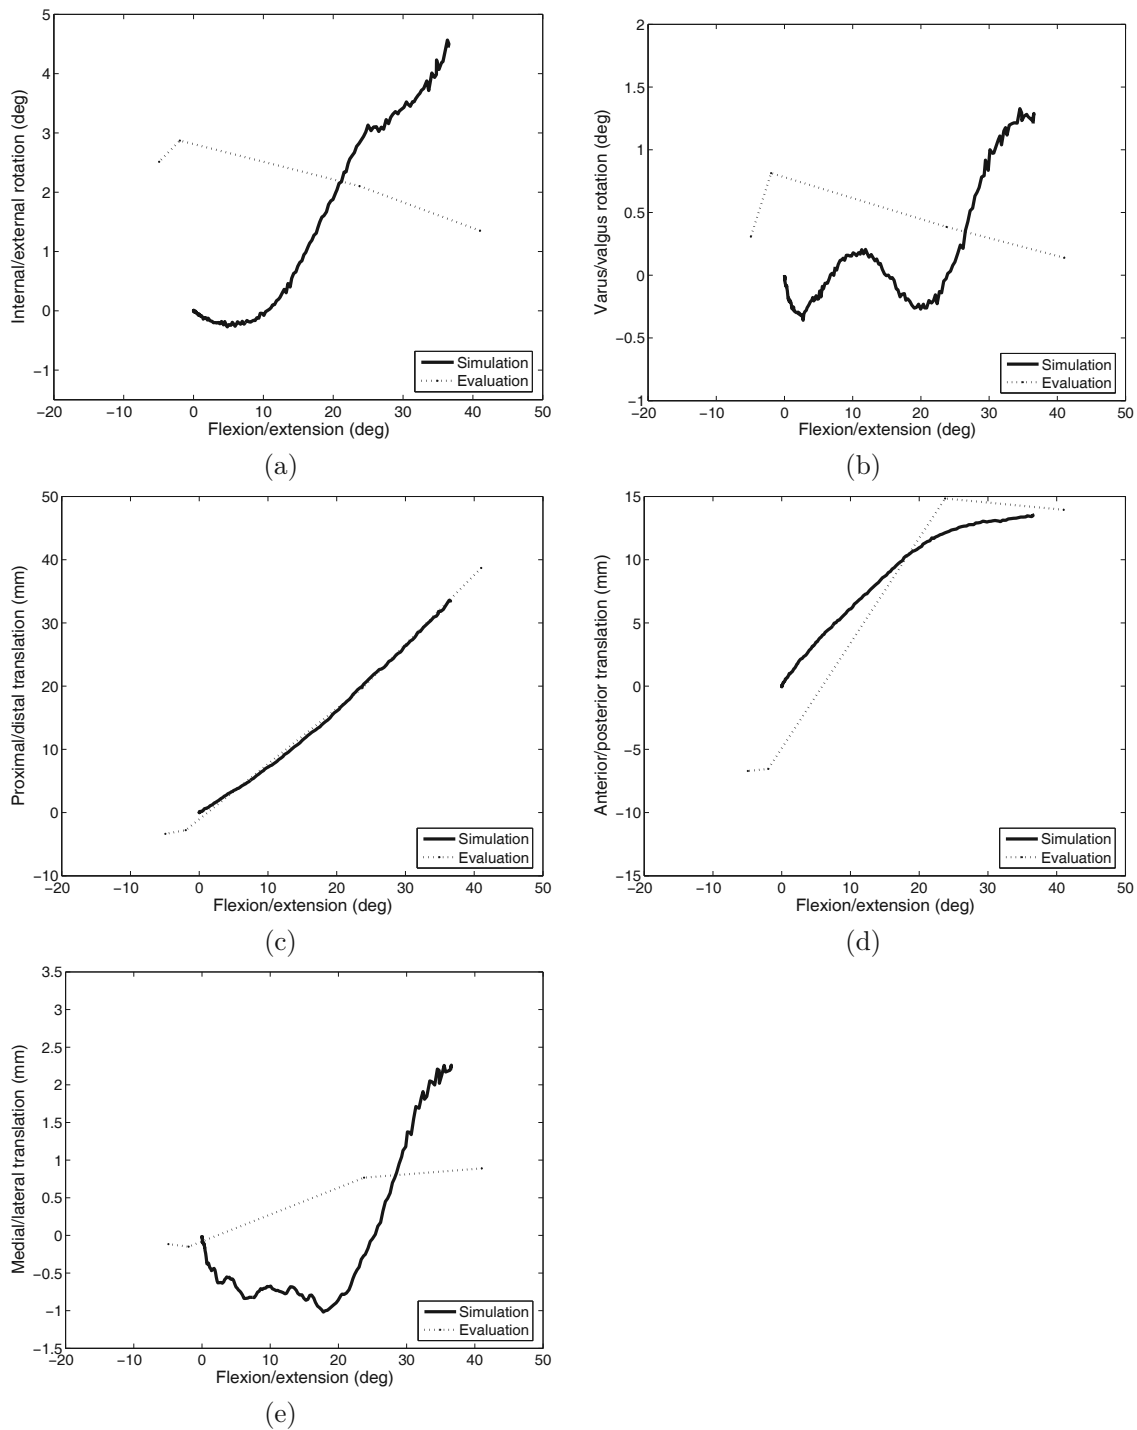 5
4
3
2
1
0
−1
−20 −10 0 10 20 30 40 50
Internal/external rotation (deg)
Flexion/extension (deg)
Simulation
Evaluation
(a)
2
1.5
1
0.5
0
−0.5
−1
−20 −10 0 10 20 30 40 50
Varus/valgus rotation (deg)
Flexion/extension (deg)
Simulation
Evaluation
(b)
50
40
30
20
10
0
−10
−20 −10 0 10 20 30 40 50
Proximal/distal translation (mm)
Flexion/extension (deg)
Simulation
Evaluation
(c)
15
10
5
0
−5
−10
−15
−20 −10 0 10 20 30 40 50
Anterior/posterior translation (mm)
Flexion/extension (deg)
Simulation
Evaluation
(d)
3.5
3
2.5
2
1.5
1
0.5
0
−0.5
−1
−1.5
−20 −10 0 10 20 30 40 50
Medial/lateral translation (mm)
Flexion/extension (deg)
Simulation
Evaluation
(e)